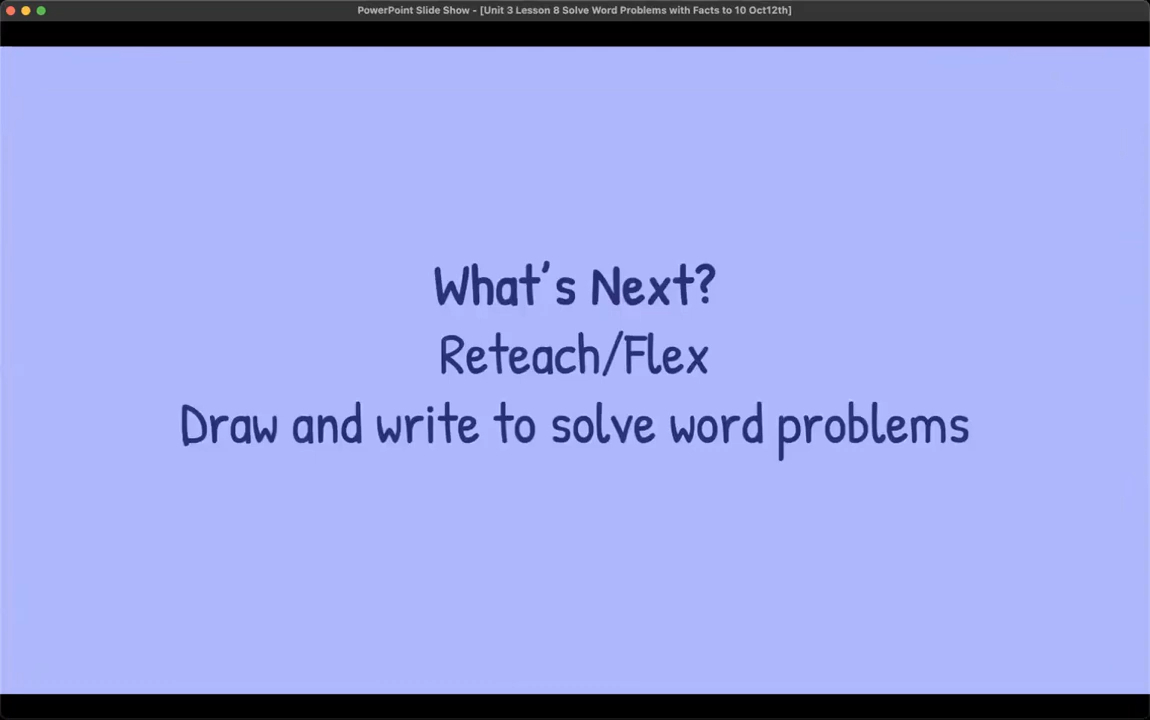 PowerPoint Slide Show - [Unit 3 Lesson 8 Solve Word Problems with Facts to 10 Oct12th]
What's Next?
Reteach/Flex
Draw and write to solve word problems